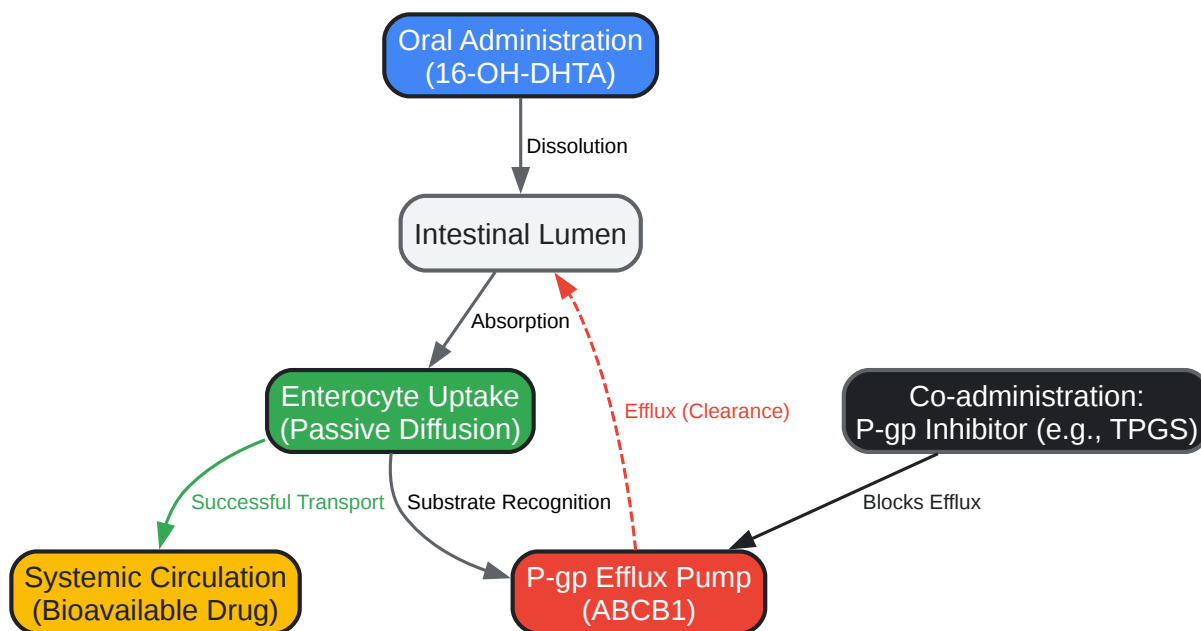 Oral Administration
(16-OH-DHTA)
Dissolution
Intestinal Lumen
Absorption
Enterocyte Uptake
(Passive Diffusion)
Efflux (Clearance)
Co-administration:
P-gp Inhibitor (e.g., TPGS)
Successful Transport
Substrate Recognition
Blocks Efflux
Systemic Circulation
(Bioavailable Drug)
P-gp Efflux Pump
(ABCB1)